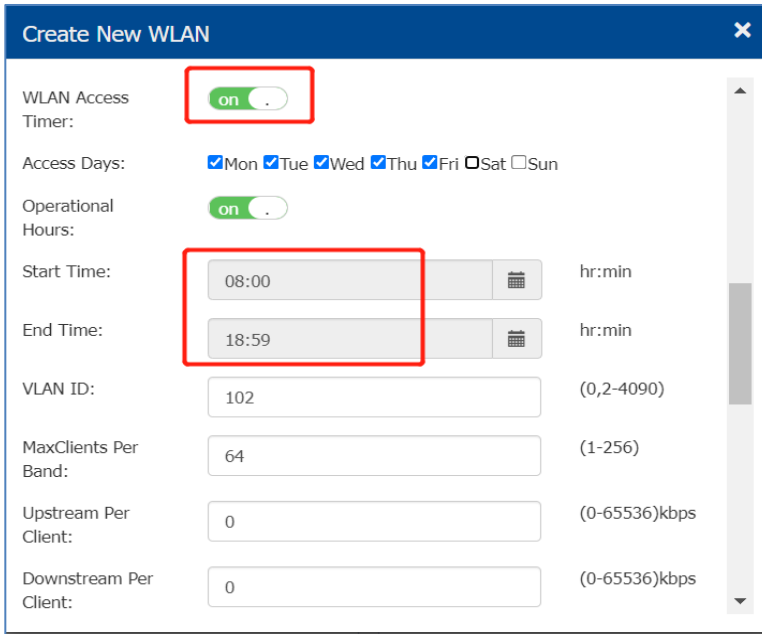 Create New WLAN ×
WLAN Access
Timer:
on .
Access Days:
Mon Tue Wed Thu Fri Sat Sun
Operational
Hours:
on .
Start Time:
08:00
hr:min
End Time:
18:59
hr:min
VLAN ID:
102
(0,2-4090)
MaxClients Per
Band:
64
(1-256)
Upstream Per
Client:
0
(0-65536)kbps
Downstream Per
Client:
0
(0-65536)kbps